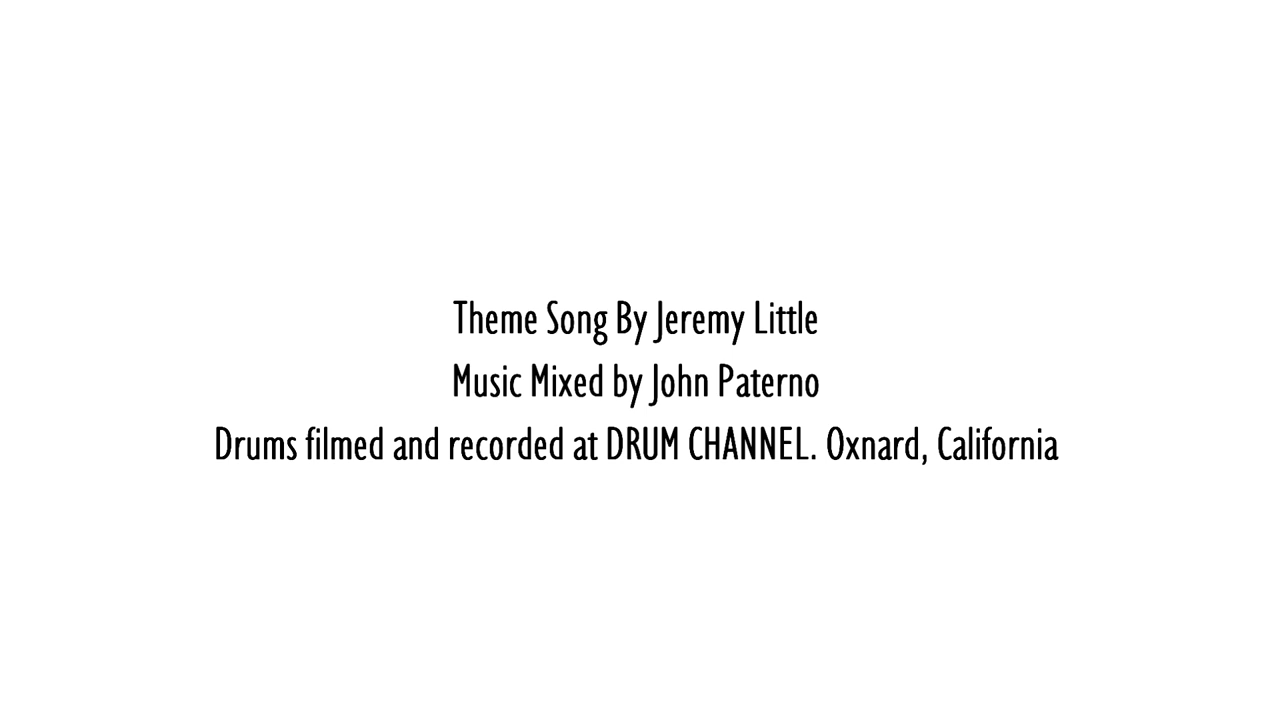 Theme Song By Jeremy Little
Music Mixed by John Paterno
Drums filmed and recorded at DRUM CHANNEL. Oxnard, California